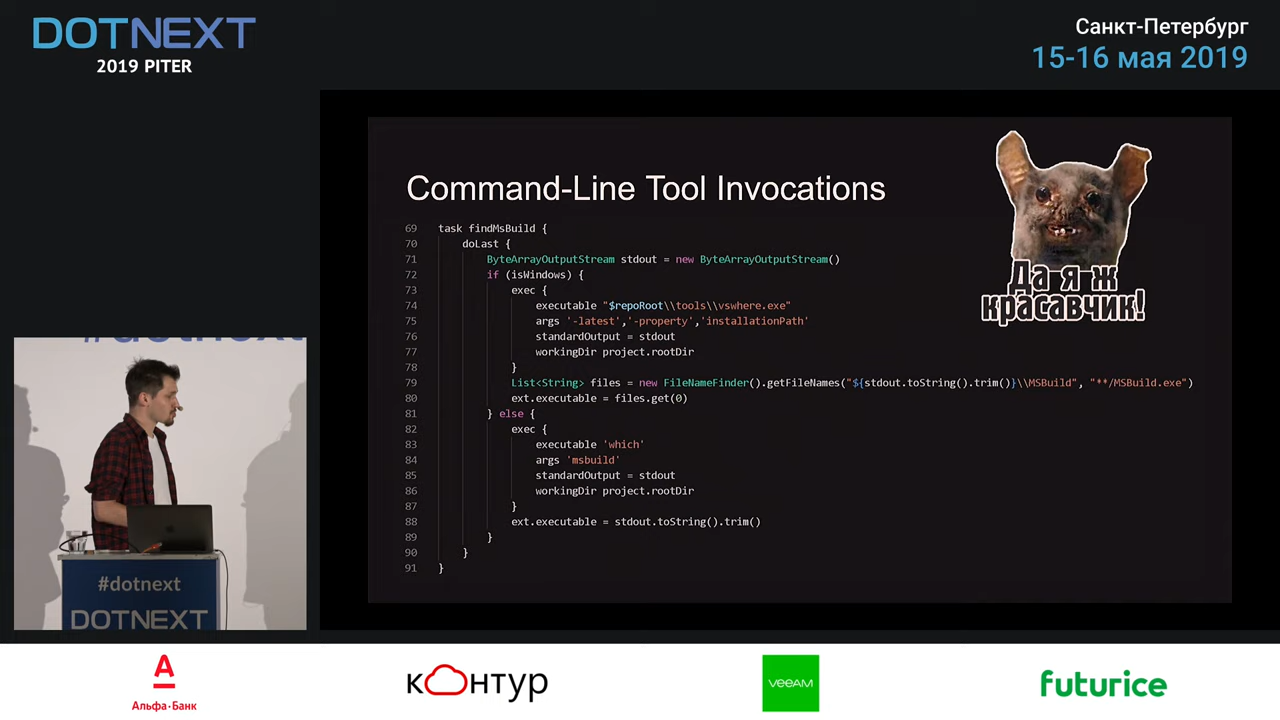 DOTNEXT
2019 PITER
Санкт-Петербург
15-16 мая 2019
Command-Line Tool Invocations
Да я ж
красавчик!
69 task findMsBuild {
70 doLast {
71 ByteArrayOutputStream stdout = new ByteArrayOutputStream()
72 if (isWindows) {
73 exec {
74 executable "$repoRoot\\tools\\vswhere.exe"
75 args '-latest','-property','installationPath'
76 standardOutput = stdout
77 workingDir project.rootDir
78 }
79 List<String> files = new FileNameFinder().getFileNames("${stdout.toString().trim()}\\MSBuild", "**/MSBuild.exe")
80 ext.executable = files.get(0)
81 } else {
82 exec {
83 executable 'which'
84 args 'msbuild'
85 standardOutput = stdout
86 workingDir project.rootDir
87 }
88 ext.executable = stdout.toString().trim()
89 }
90 }
91 }
#dotnext
#dotnext
DOTNEXT
Альфа·Банк
контур
veeam
futurice